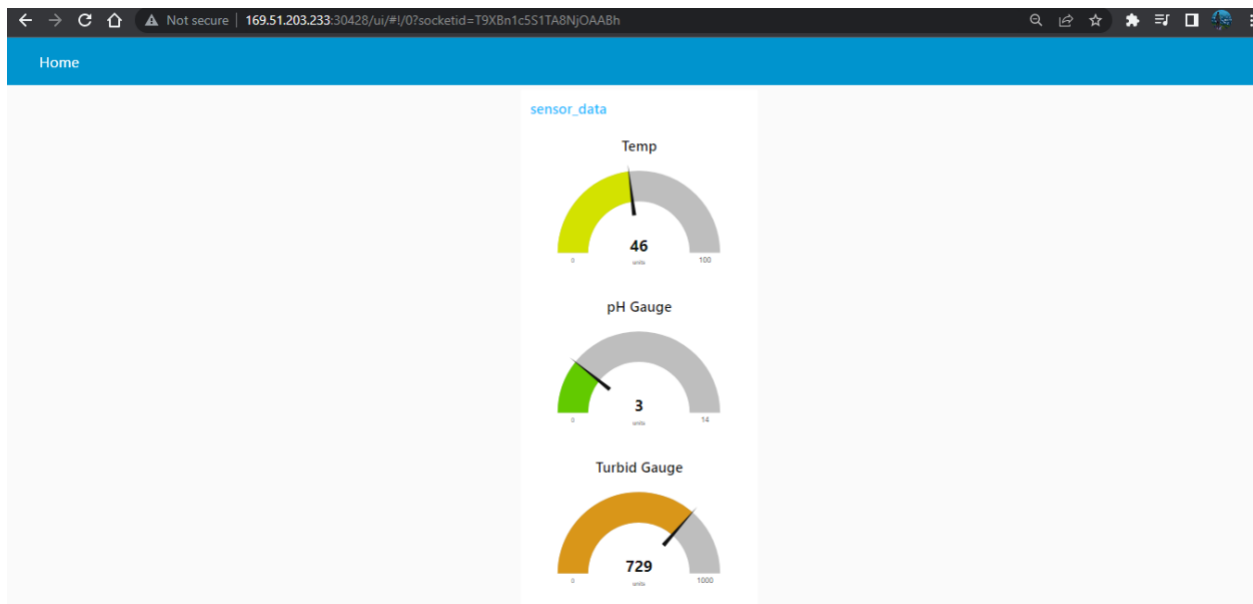 Not secure | 169.51.203.233:30428/ui/#!/0?socketid=T9XBn1c5S1TA8NjOAABh
Home
sensor_data
Temp
46
0 units 100
pH Gauge
3
0 units 14
Turbid Gauge
729
0 units 1000